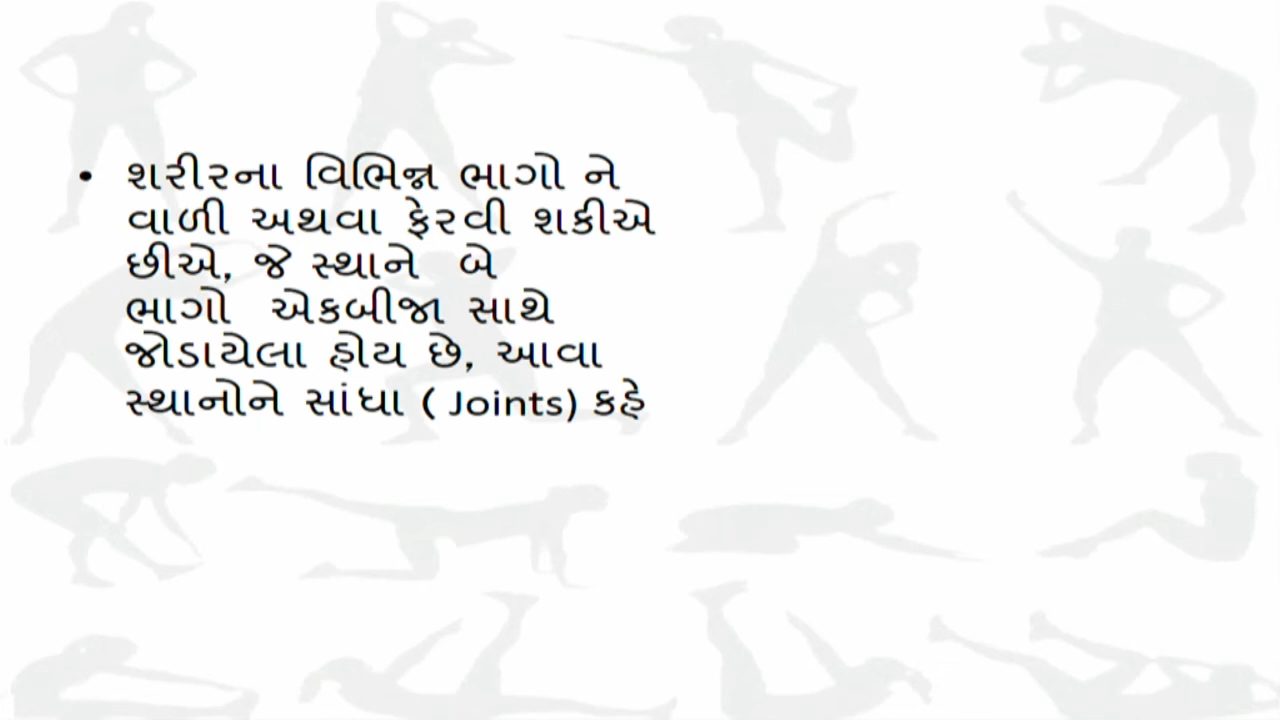 • શરીરના વિભિન્ન ભાગો ને
વાળી અથવા ફેરવી શકીએ
છીએ, જે સ્થાને બે
ભાગો એકબીજા સાથે
જોડાયેલા હોય છે, આવા
સ્થાનોને સાંધા ( Joints) કહે